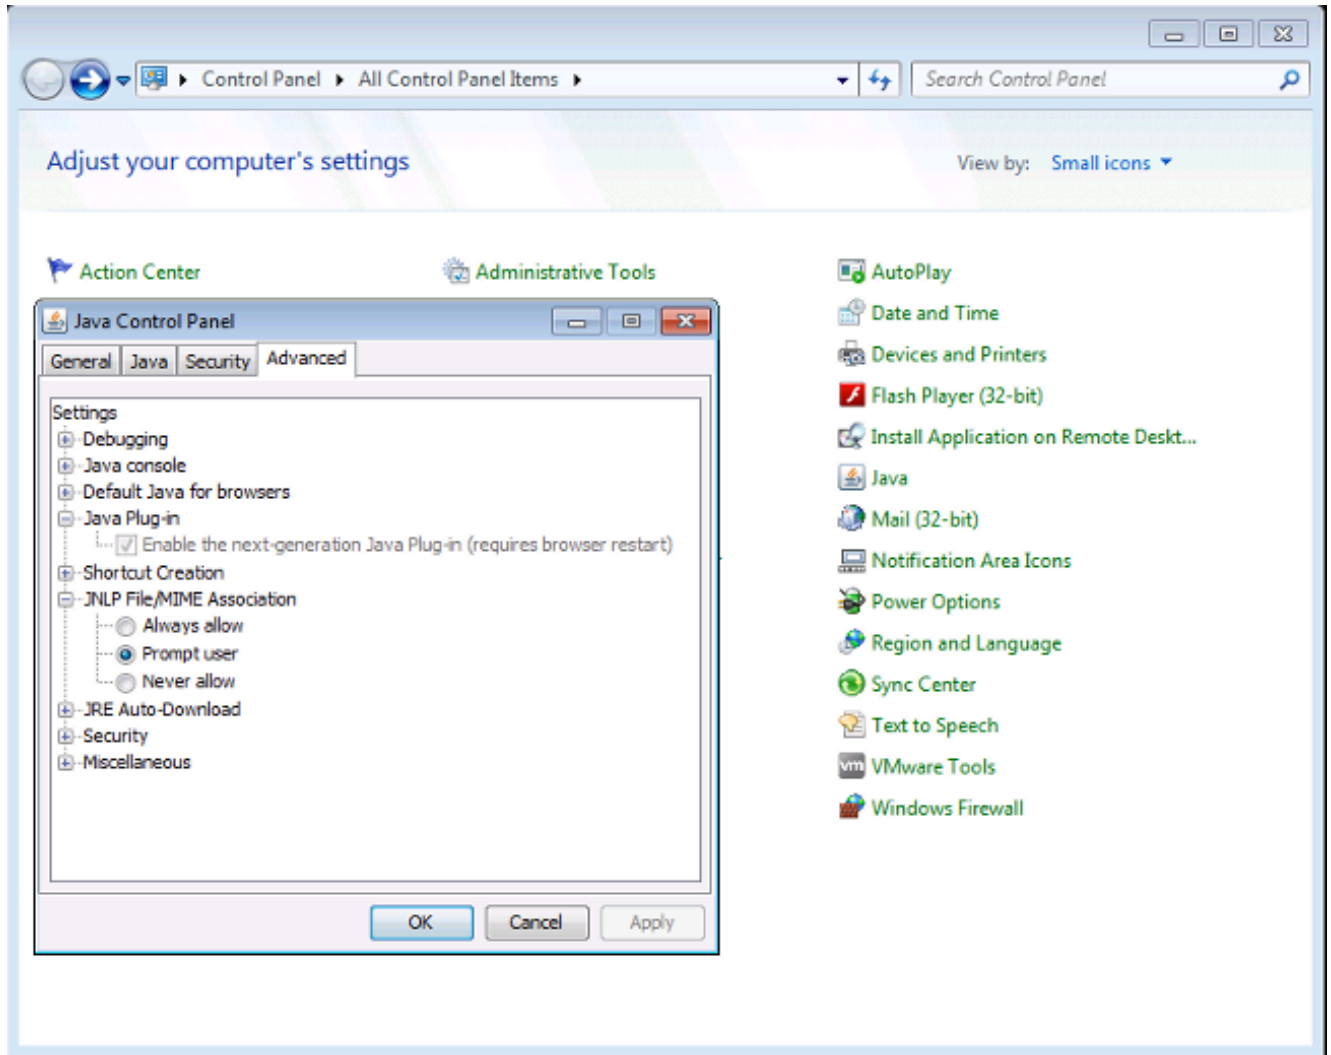 Control Panel All Control Panel Items Search Control Panel
Adjust your computer's settings View by: Small icons
Action Center Administrative Tools AutoPlay
Java Control Panel
General Java Security Advanced
Settings
Debugging
Java console
Default Java for browsers
Java Plug-in
Enable the next-generation Java Plug-in (requires browser restart)
Shortcut Creation
JNLP File/MIME Association
Always allow
Prompt user
Never allow
JRE Auto-Download
Security
Miscellaneous
OK Cancel Apply
Date and Time
Devices and Printers
Flash Player (32-bit)
Install Application on Remote Deskt...
Java
Mail (32-bit)
Notification Area Icons
Power Options
Region and Language
Sync Center
Text to Speech
vm VMware Tools
Windows Firewall